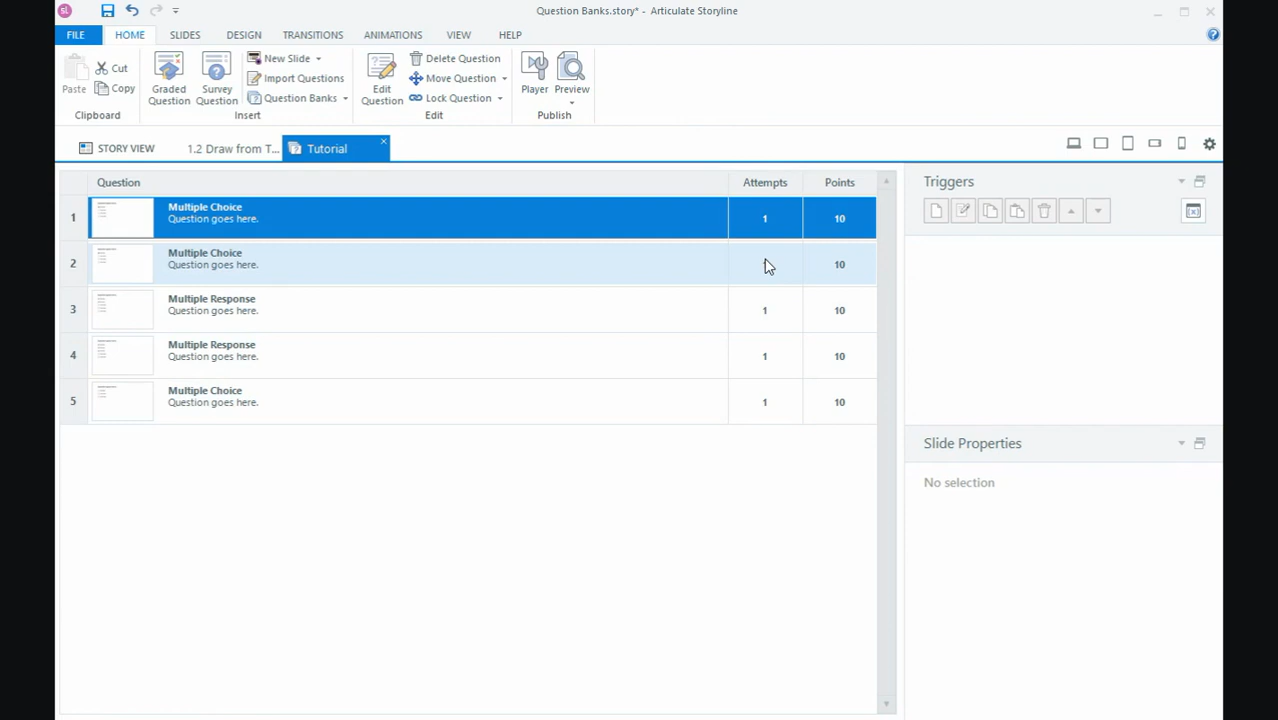 sl
Question Banks.story* - Articulate Storyline
FILE
HOME
SLIDES
DESIGN
TRANSITIONS
ANIMATIONS
VIEW
HELP
Paste
Cut
Copy
Clipboard
Graded Question
Survey Question
New Slide
Import Questions
Question Banks
Insert
Edit Question
Delete Question
Move Question
Lock Question
Edit
Player
Preview
Publish
STORY VIEW
1.2 Draw from T...
Tutorial
Question Attempts Points
1 Multiple Choice 1 10
Question goes here.
2 Multiple Choice 10
Question goes here.
3 Multiple Response 1 10
Question goes here.
4 Multiple Response 1 10
Question goes here.
5 Multiple Choice 1 10
Question goes here.
Triggers
Slide Properties
No selection